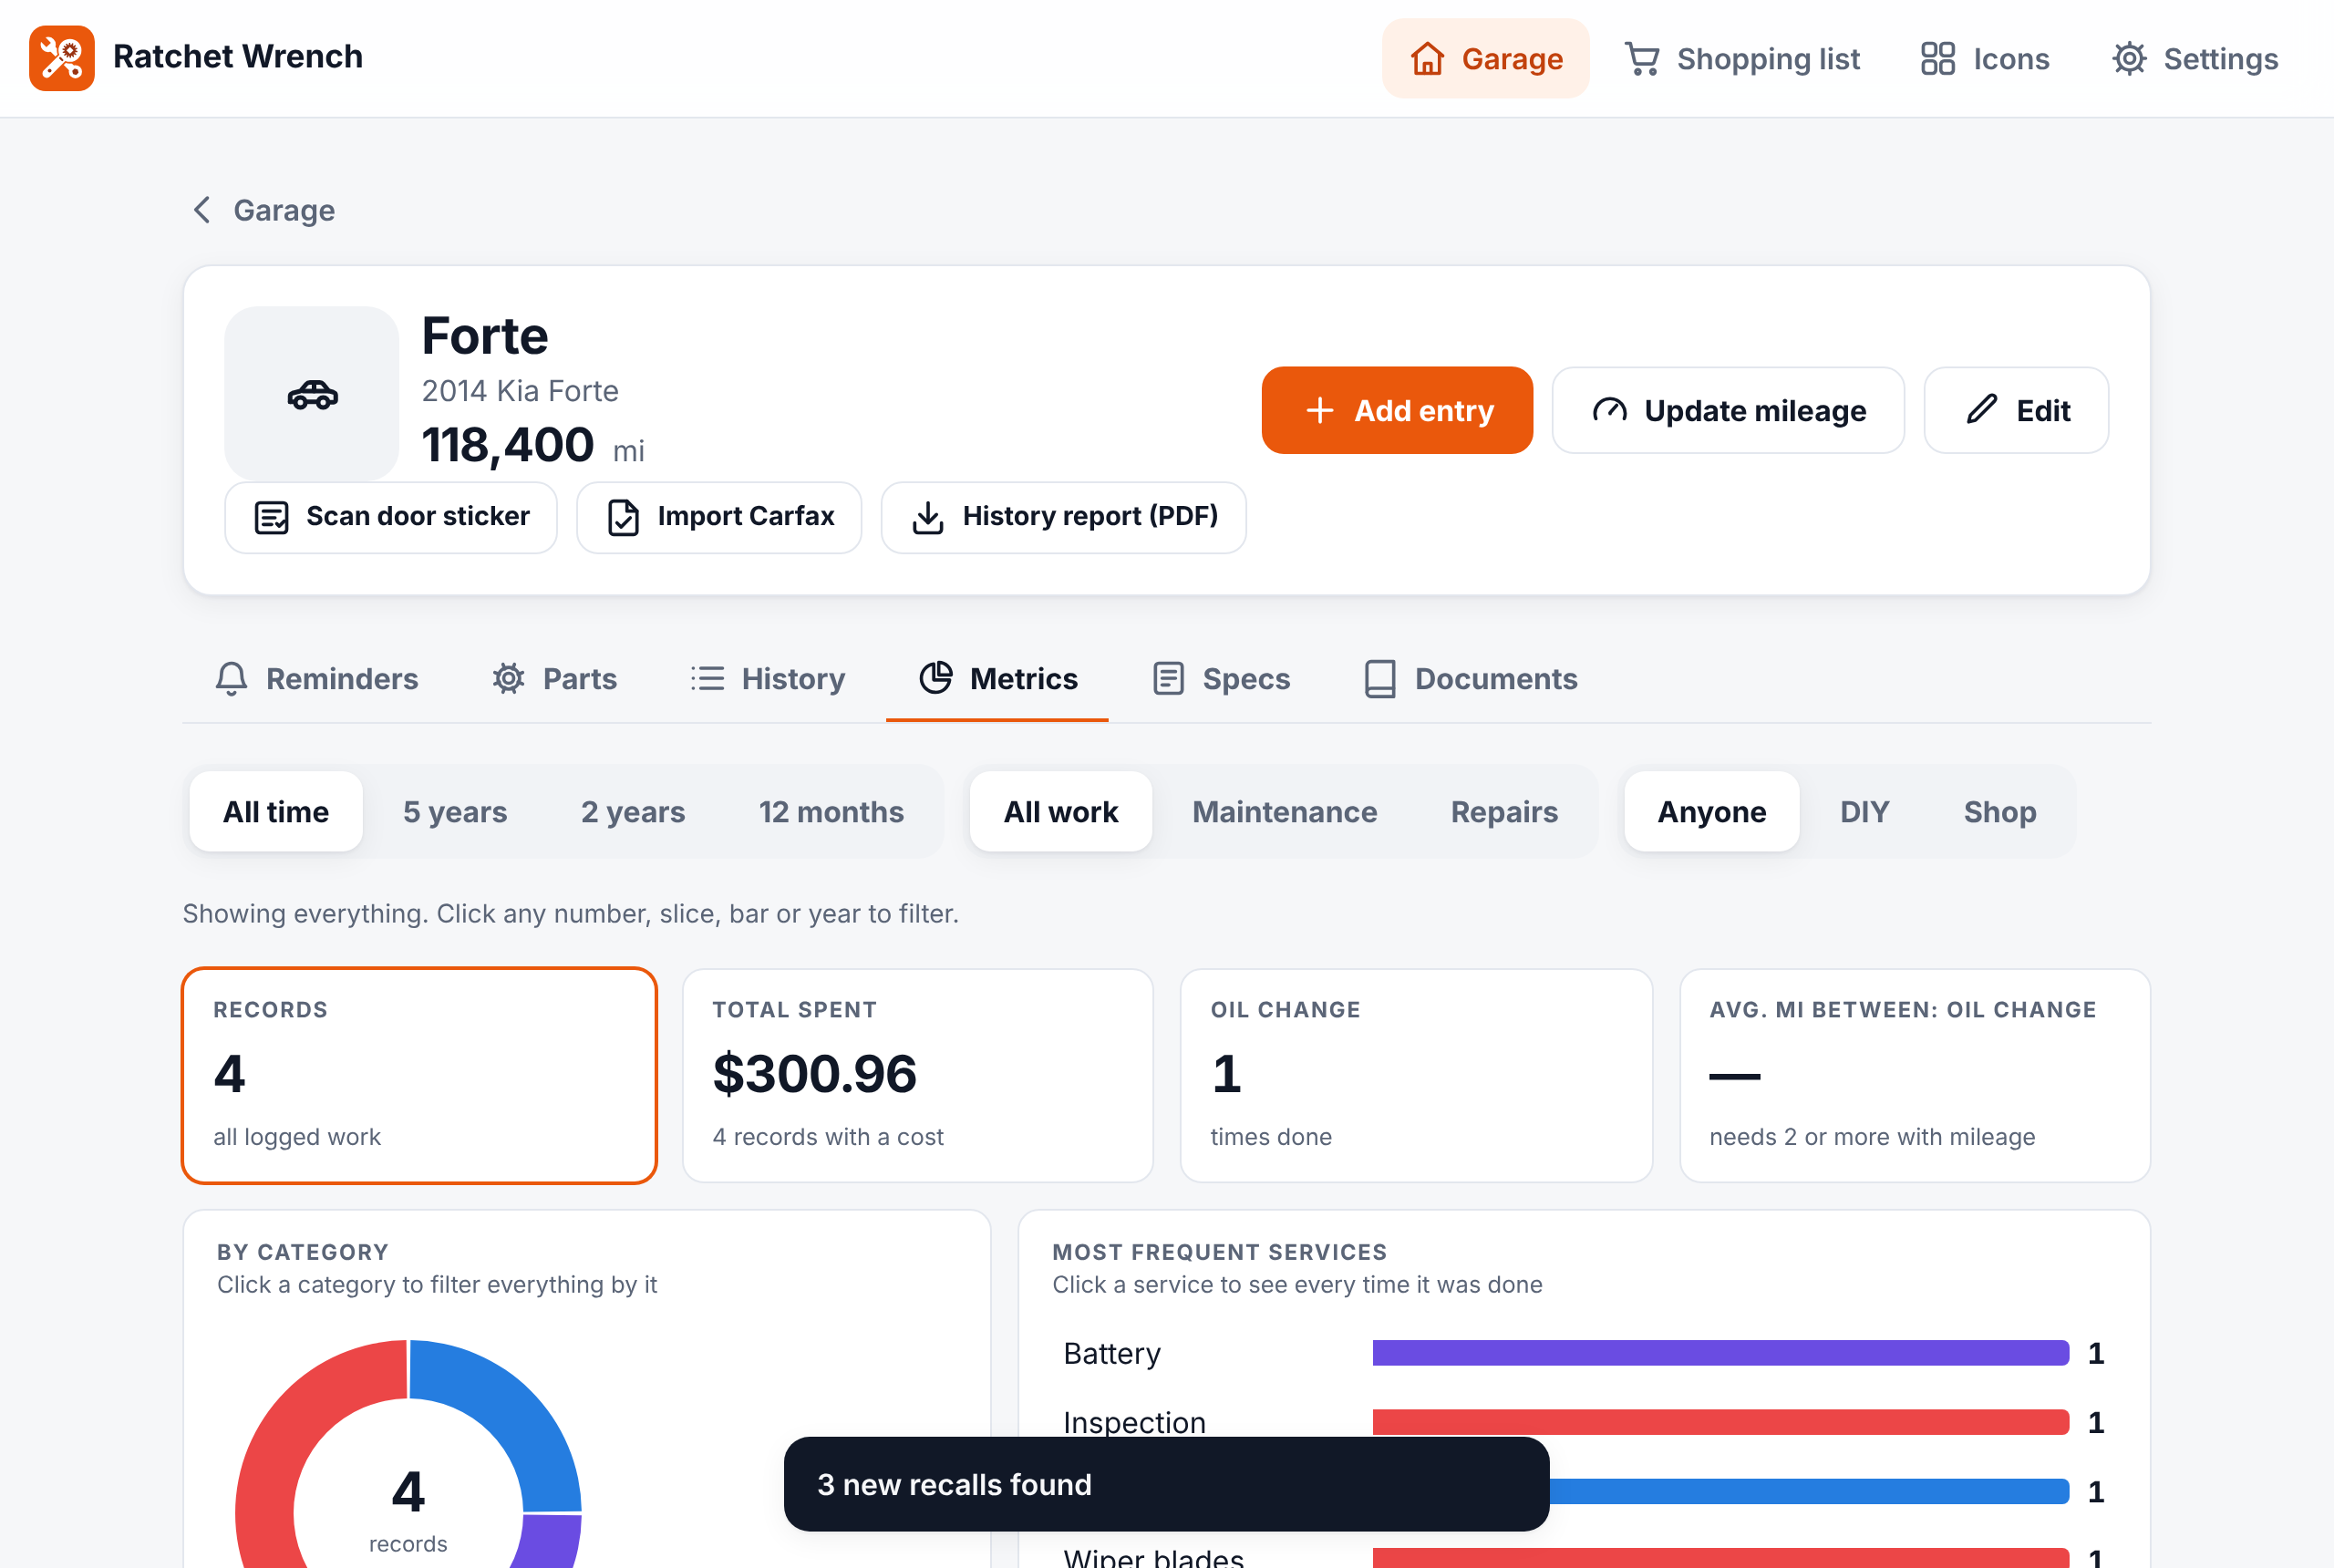 Ratchet Wrench
Garage
Shopping list
Icons
Settings
Garage
Forte
2014 Kia Forte
118,400 mi
Add entry
Update mileage
Edit
Scan door sticker
Import Carfax
History report (PDF)
Reminders
Parts
History
Metrics
Specs
Documents
All time
5 years
2 years
12 months
All work
Maintenance
Repairs
Anyone
DIY
Shop
Showing everything. Click any number, slice, bar or year to filter.
RECORDS
4
all logged work
TOTAL SPENT
$300.96
4 records with a cost
OIL CHANGE
1
times done
AVG. MI BETWEEN: OIL CHANGE
—
needs 2 or more with mileage
BY CATEGORY
Click a category to filter everything by it
4
records
MOST FREQUENT SERVICES
Click a service to see every time it was done
Battery 1
Inspection 1
1
Wiper blades 1
3 new recalls found